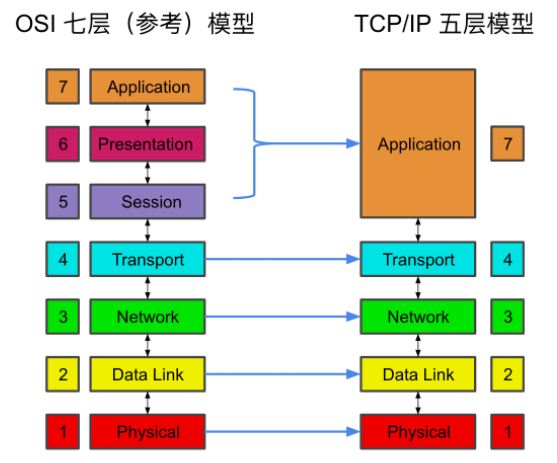 OSI 七层（参考）模型 TCP/IP 五层模型
7 Application
6 Presentation Application 7
5 Session
4 Transport Transport 4
3 Network Network 3
2 Data Link Data Link 2
1 Physical Physical 1